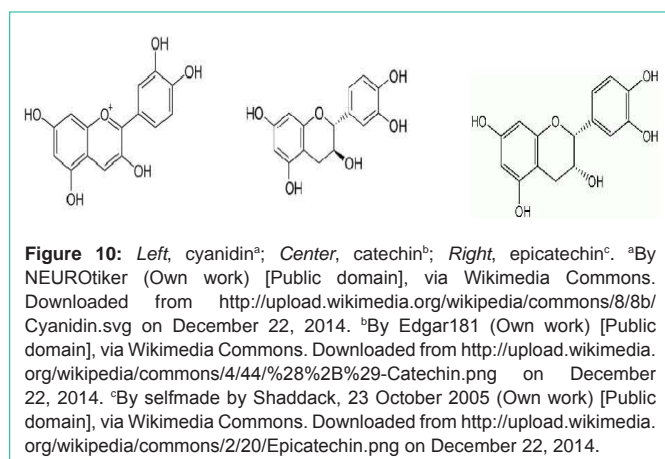 OH
OH
HO
O+
OH
OH
OH
OH
HO
O
OH
OH
OH
OH
HO
O
OH
OH
Figure 10: Left, cyanidinᵃ; Center, catechinᵇ; Right, epicatechinᶜ. ᵃBy
NEUROtiker (Own work) [Public domain], via Wikimedia Commons.
Downloaded from http://upload.wikimedia.org/wikipedia/commons/8/8b/
Cyanidin.svg on December 22, 2014. ᵇBy Edgar181 (Own work) [Public
domain], via Wikimedia Commons. Downloaded from http://upload.wikimedia.
org/wikipedia/commons/4/44/%28%2B%29-Catechin.png on December
22, 2014. ᶜBy selfmade by Shaddack, 23 October 2005 (Own work) [Public
domain], via Wikimedia Commons. Downloaded from http://upload.wikimedia.
org/wikipedia/commons/2/20/Epicatechin.png on December 22, 2014.